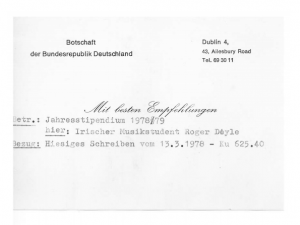 Botschaft
der Bundesrepublik Deutschland
Dublin 4,
43, Ailesbury Road
Tel. 69 30 11
Mit besten Empfehlungen
Betr.: Jahresstipendium 1978/79
hier: Irischer Musikstudent Roger Doyle
Bezug: Hiesiges Schreiben vom 13.3.1978 - Ku 625.40